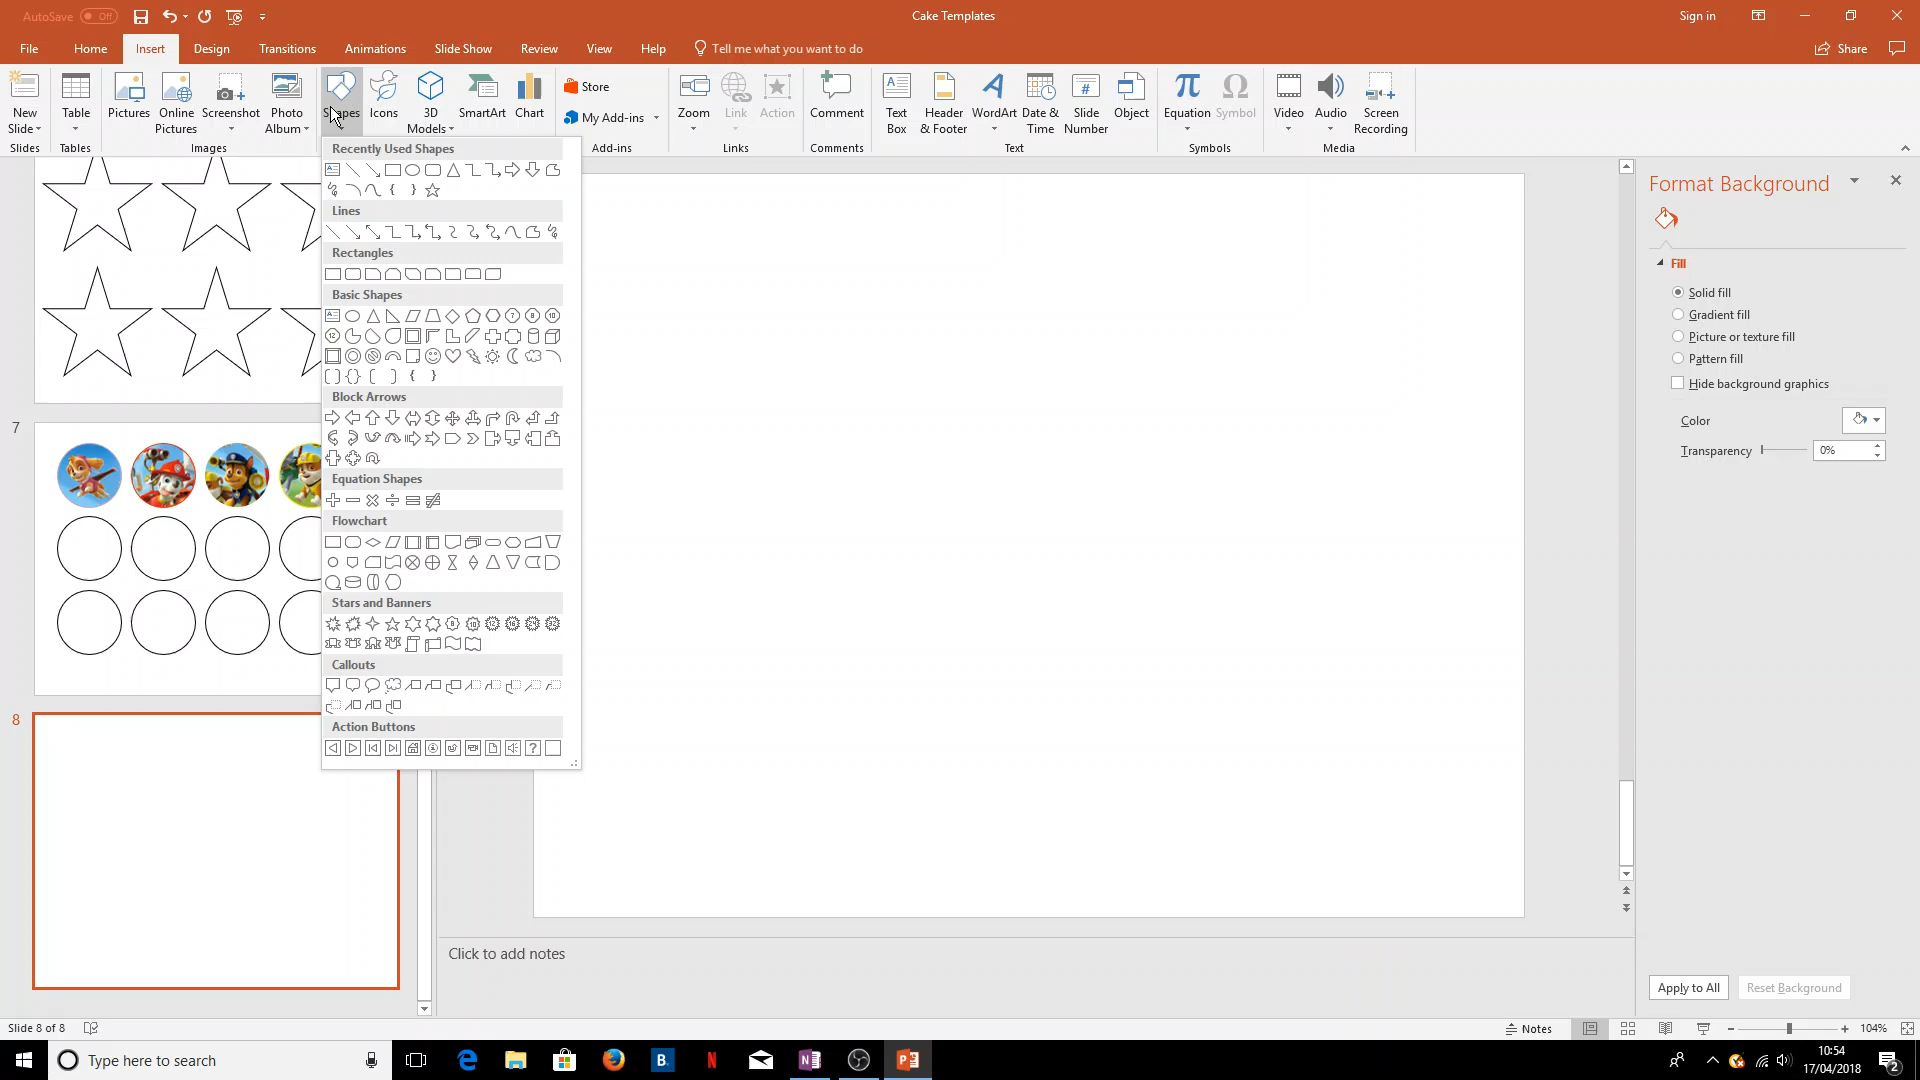 AutoSave Off
Cake Templates
Sign in
File Home Insert Design Transitions Animations Slide Show Review View Help Tell me what you want to do
Share
New Slide
Table
Pictures
Online Pictures
Screenshot
Photo Album
Shapes
Icons
3D Models
SmartArt
Chart
Store
My Add-ins
Zoom
Link
Action
Comment
Text Box
Header & Footer
WordArt
Date & Time
Slide Number
Object
Equation
Symbol
Video
Audio
Screen Recording
Slides Tables Images Add-ins Links Comments Text Symbols Media
Recently Used Shapes
Lines
Rectangles
Basic Shapes
Block Arrows
Equation Shapes
Flowchart
Stars and Banners
Callouts
Action Buttons
7
8
Format Background
Fill
Solid fill
Gradient fill
Picture or texture fill
Pattern fill
Hide background graphics
Color
Transparency 0%
Apply to All
Reset Background
Click to add notes
Slide 8 of 8
Notes
104%
Type here to search
10:54
17/04/2018
2